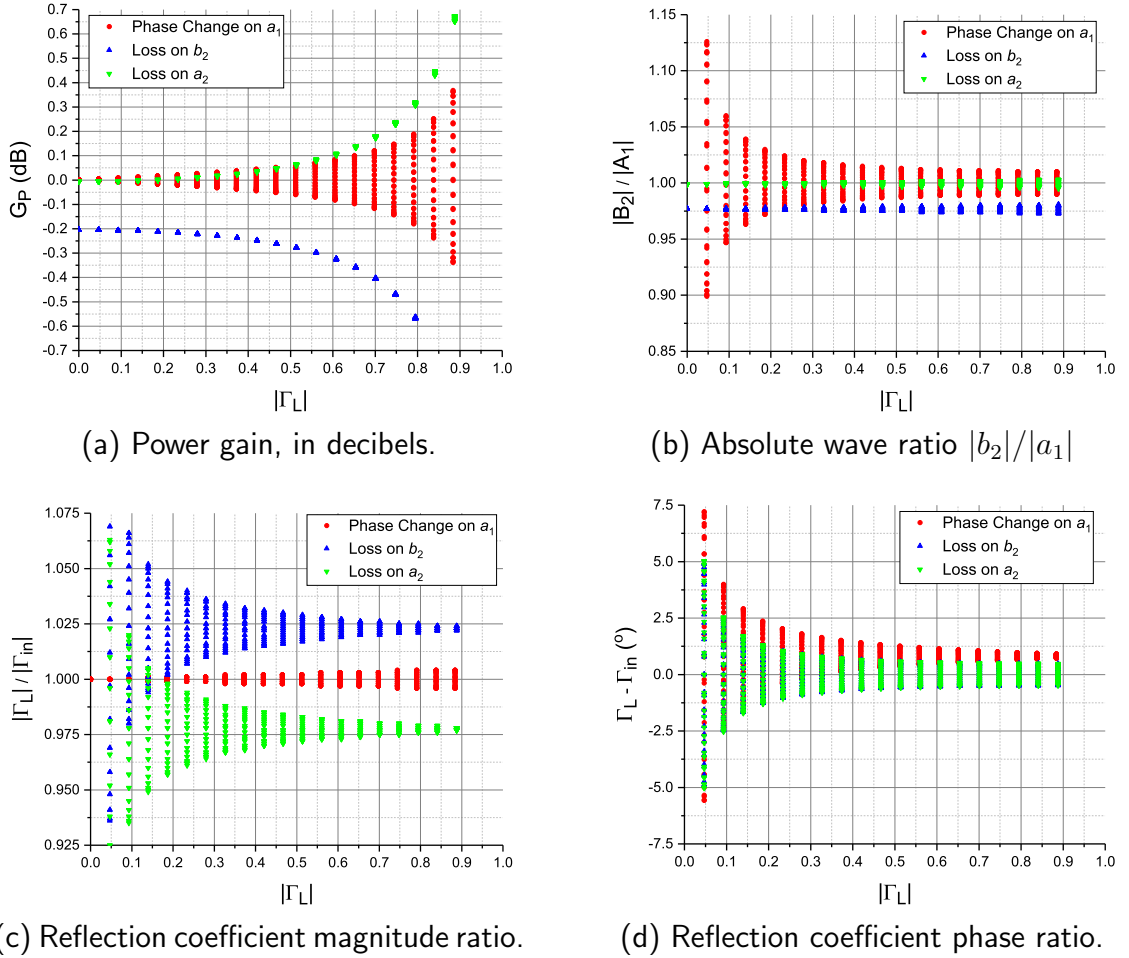 0.7
0.6
0.5
0.4
0.3
0.2
0.1
0.0
-0.1
-0.2
-0.3
-0.4
-0.5
-0.6
-0.7
G_P (dB)
Phase Change on a_1
Loss on b_2
Loss on a_2
0.0 0.1 0.2 0.3 0.4 0.5 0.6 0.7 0.8 0.9 1.0
|Γ_L|
(a) Power gain, in decibels.
1.15
1.10
1.05
1.00
0.95
0.90
0.85
|B_2| / |A_1|
Phase Change on a_1
Loss on b_2
Loss on a_2
0.0 0.1 0.2 0.3 0.4 0.5 0.6 0.7 0.8 0.9 1.0
|Γ_L|
(b) Absolute wave ratio |b_2|/|a_1|
1.075
1.050
1.025
1.000
0.975
0.950
0.925
|Γ_L| / |Γ_in|
Phase Change on a_1
Loss on b_2
Loss on a_2
0.0 0.1 0.2 0.3 0.4 0.5 0.6 0.7 0.8 0.9 1.0
|Γ_L|
(c) Reflection coefficient magnitude ratio.
7.5
5.0
2.5
0.0
-2.5
-5.0
-7.5
Γ_L - Γ_in (º)
Phase Change on a_1
Loss on b_2
Loss on a_2
0.0 0.1 0.2 0.3 0.4 0.5 0.6 0.7 0.8 0.9 1.0
|Γ_L|
(d) Reflection coefficient phase ratio.